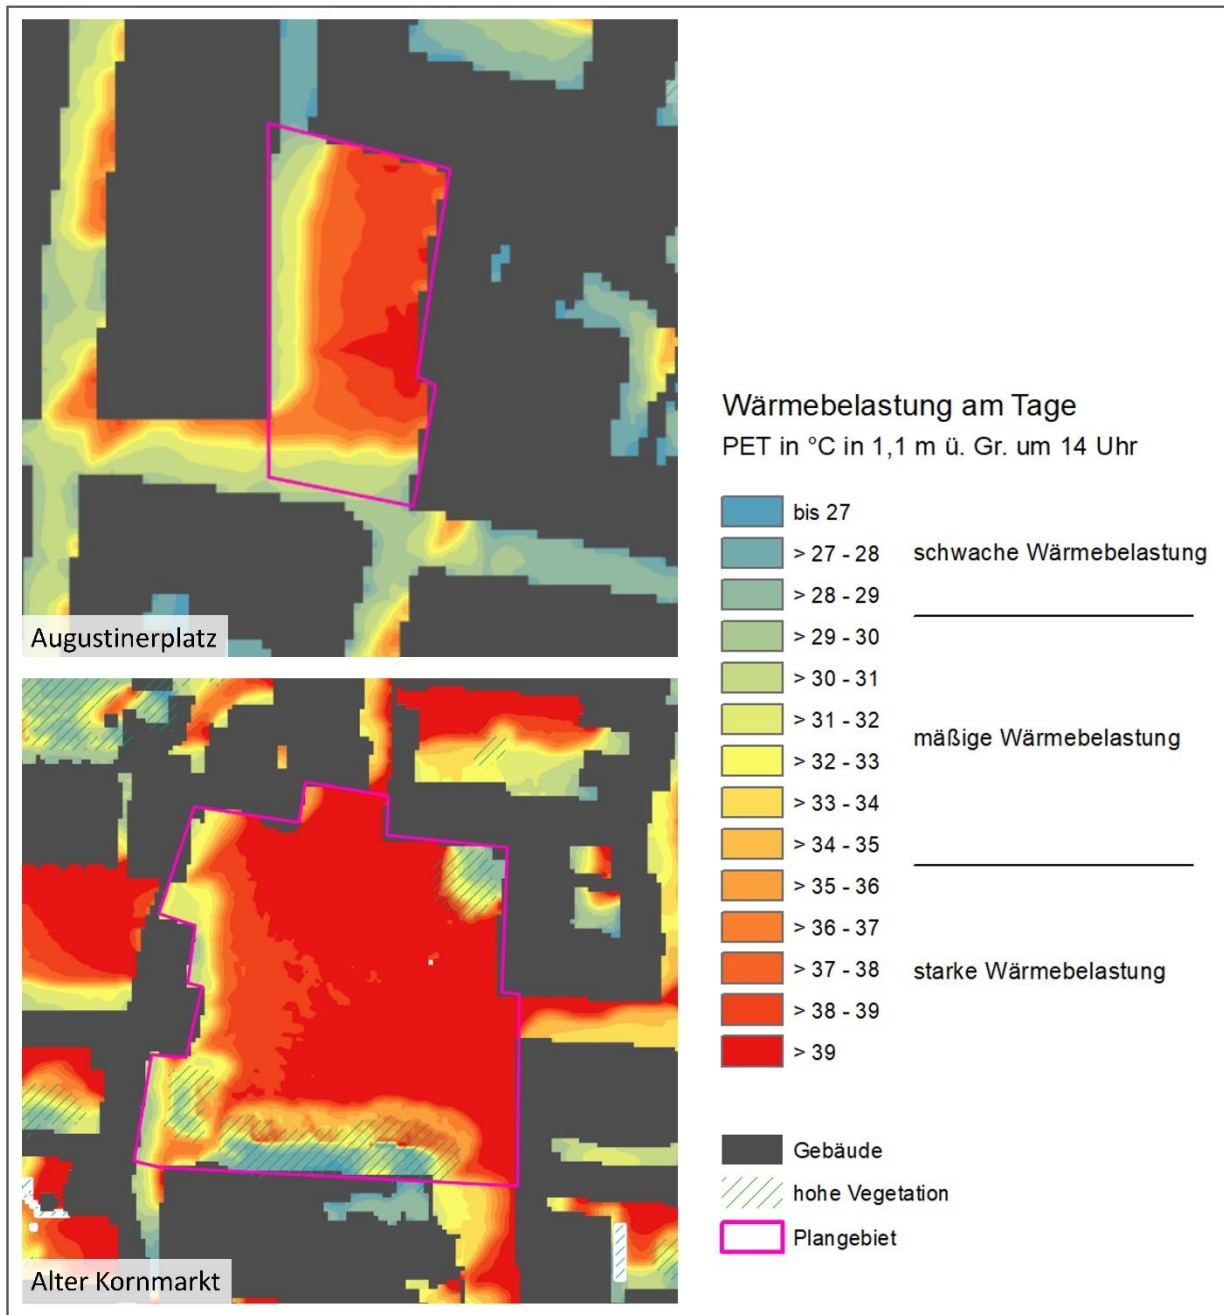 Augustinerplatz
Alter Kornmarkt
Wärmebelastung am Tage
PET in °C in 1,1 m ü. Gr. um 14 Uhr
bis 27
> 27 - 28
schwache Wärmebelastung
> 28 - 29
> 29 - 30
> 30 - 31
> 31 - 32
mäßige Wärmebelastung
> 32 - 33
> 33 - 34
> 34 - 35
> 35 - 36
> 36 - 37
> 37 - 38
starke Wärmebelastung
> 38 - 39
> 39
Gebäude
hohe Vegetation
Plangebiet